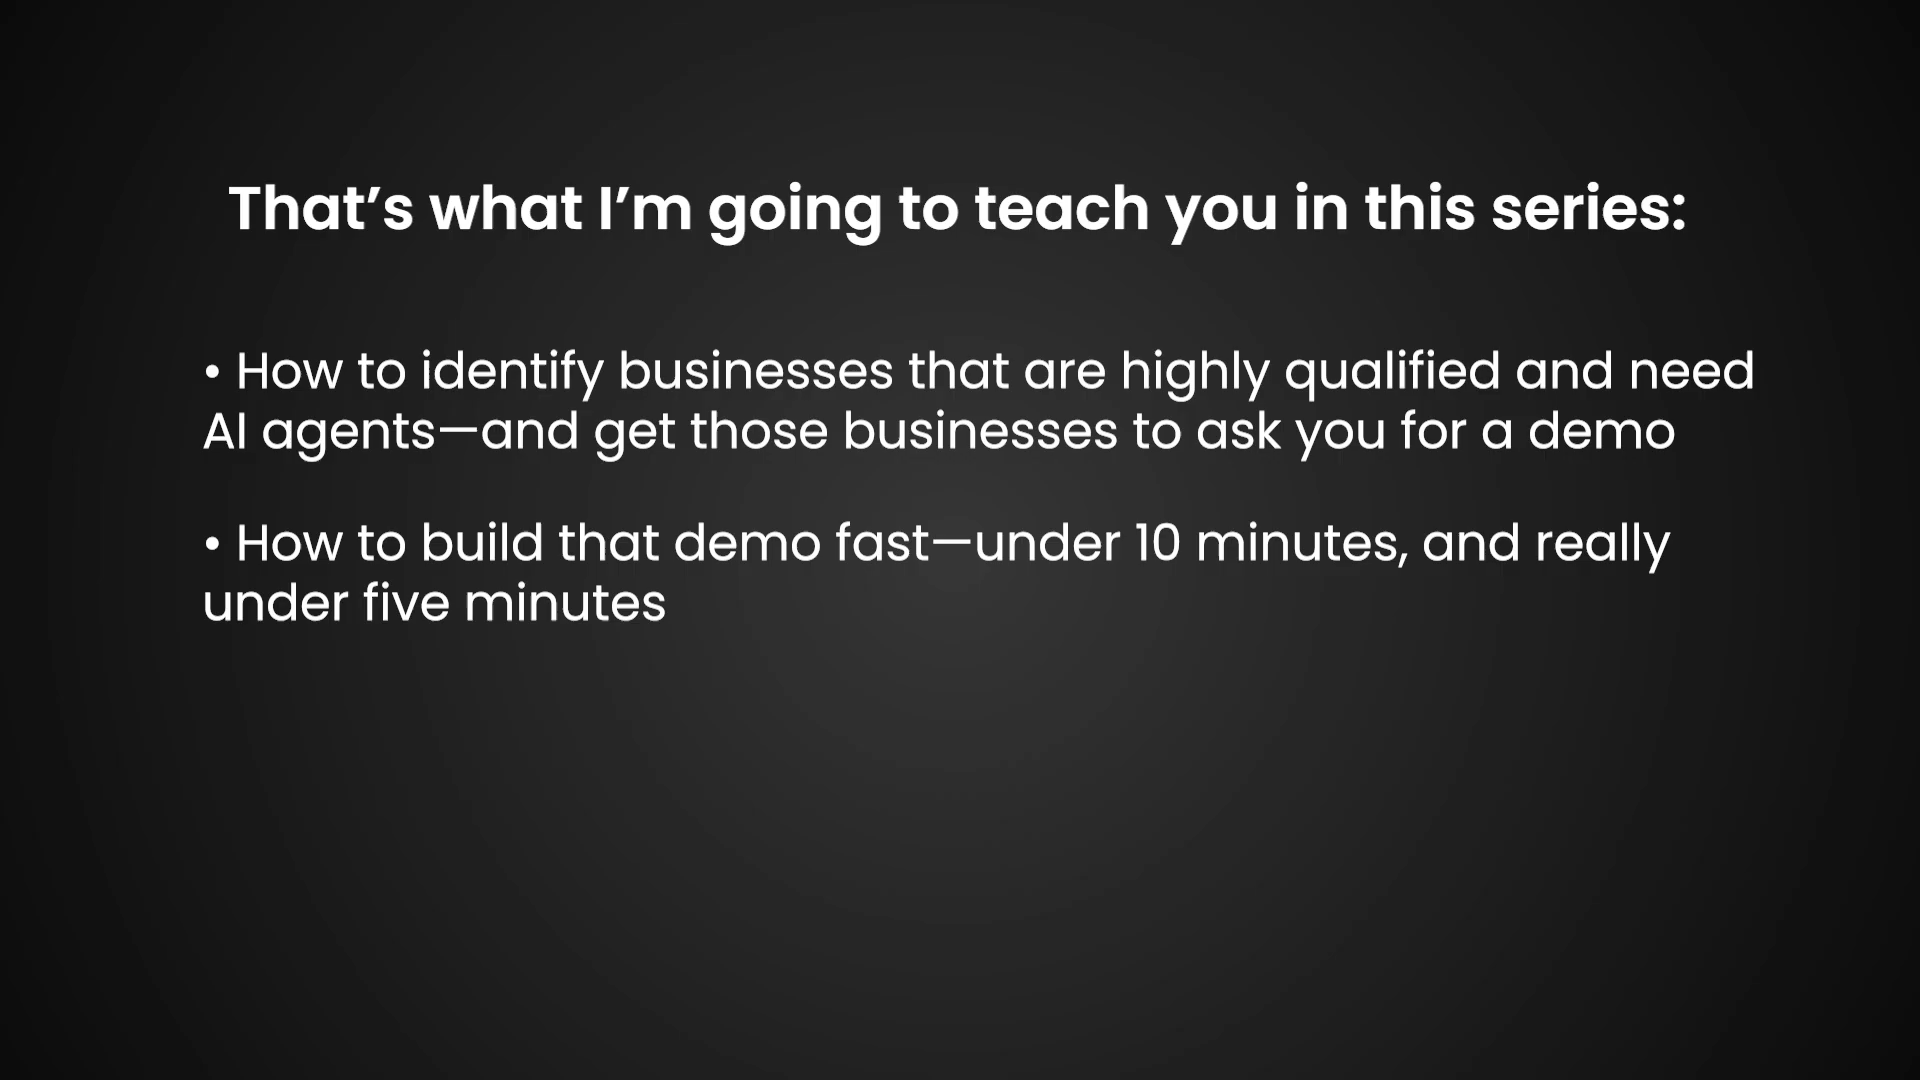 That’s what I’m going to teach you in this series:
• How to identify businesses that are highly qualified and need
AI agents—and get those businesses to ask you for a demo
• How to build that demo fast—under 10 minutes, and really
under five minutes